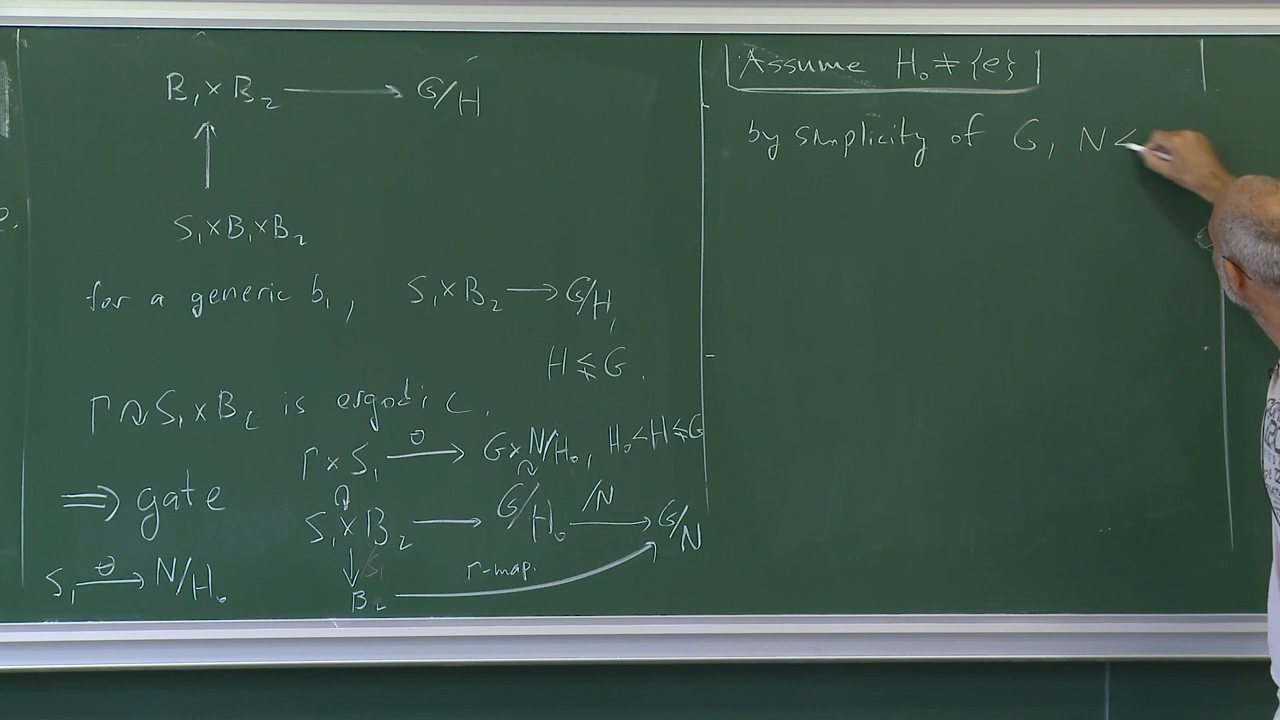 B₁ × B₂ ⟶ G/H
↑
S₁ × B₁ × B₂
for a generic b₁, S₁ × B₂ ⟶ G/H,
H ≨ G.
Γ ↷ S₁ × B₂ is ergodic.
Γ × S₁ —θ→ G × N/H₀, H₀ < H ≨ G
⟹ gate
S₁ × B₂ ⟶ G/H₀ —/N→ G/N
↓ /S₁
S₁ —θ→ N/H₀
B₂ Γ-map.
Assume H₀ ≠ {e}
by simplicity of G, N <